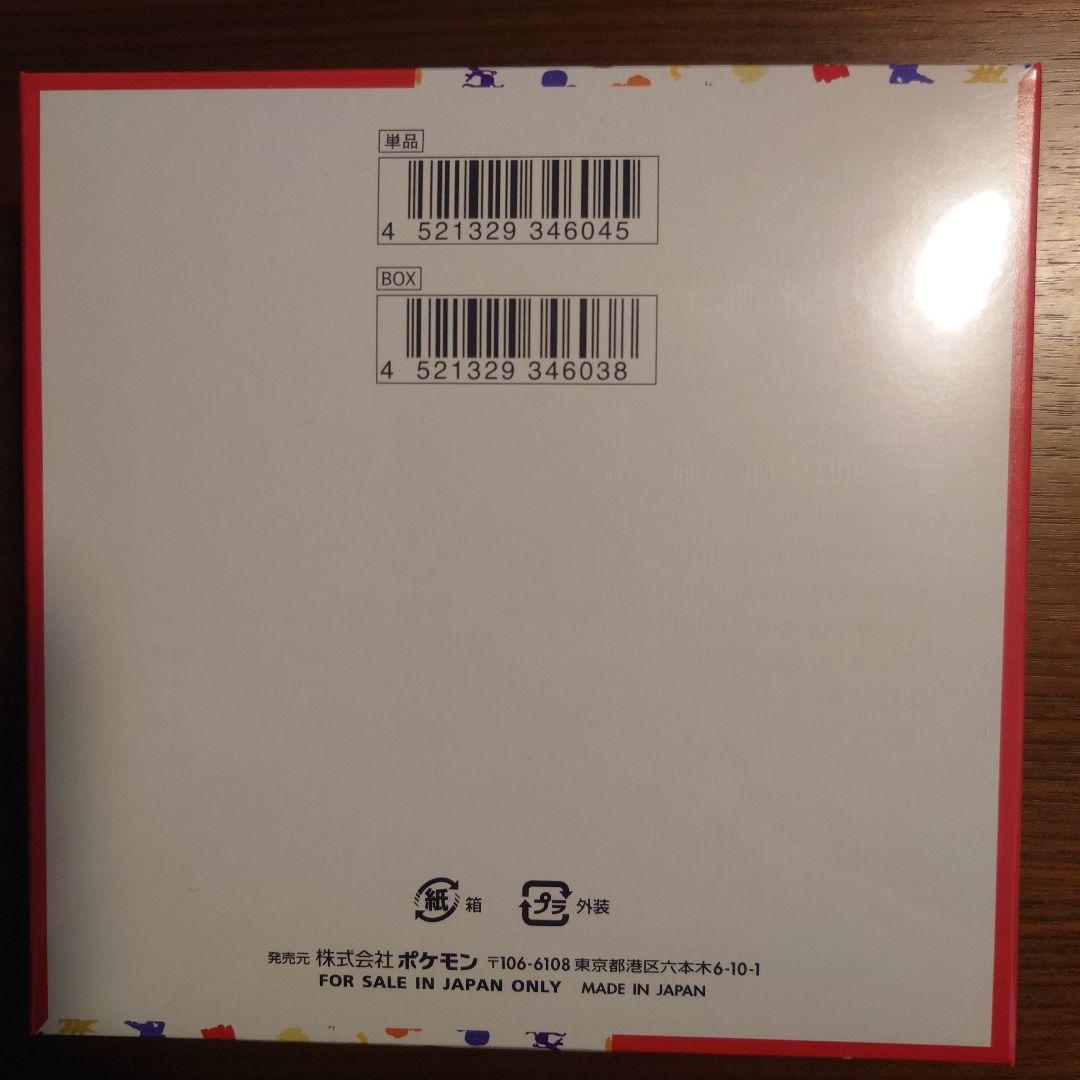 単品
4 521329 346045
BOX
4 521329 346038
紙 箱 プラ 外装
発売元 株式会社 ポケモン 〒106-6108 東京都港区六本木6-10-1
FOR SALE IN JAPAN ONLY MADE IN JAPAN